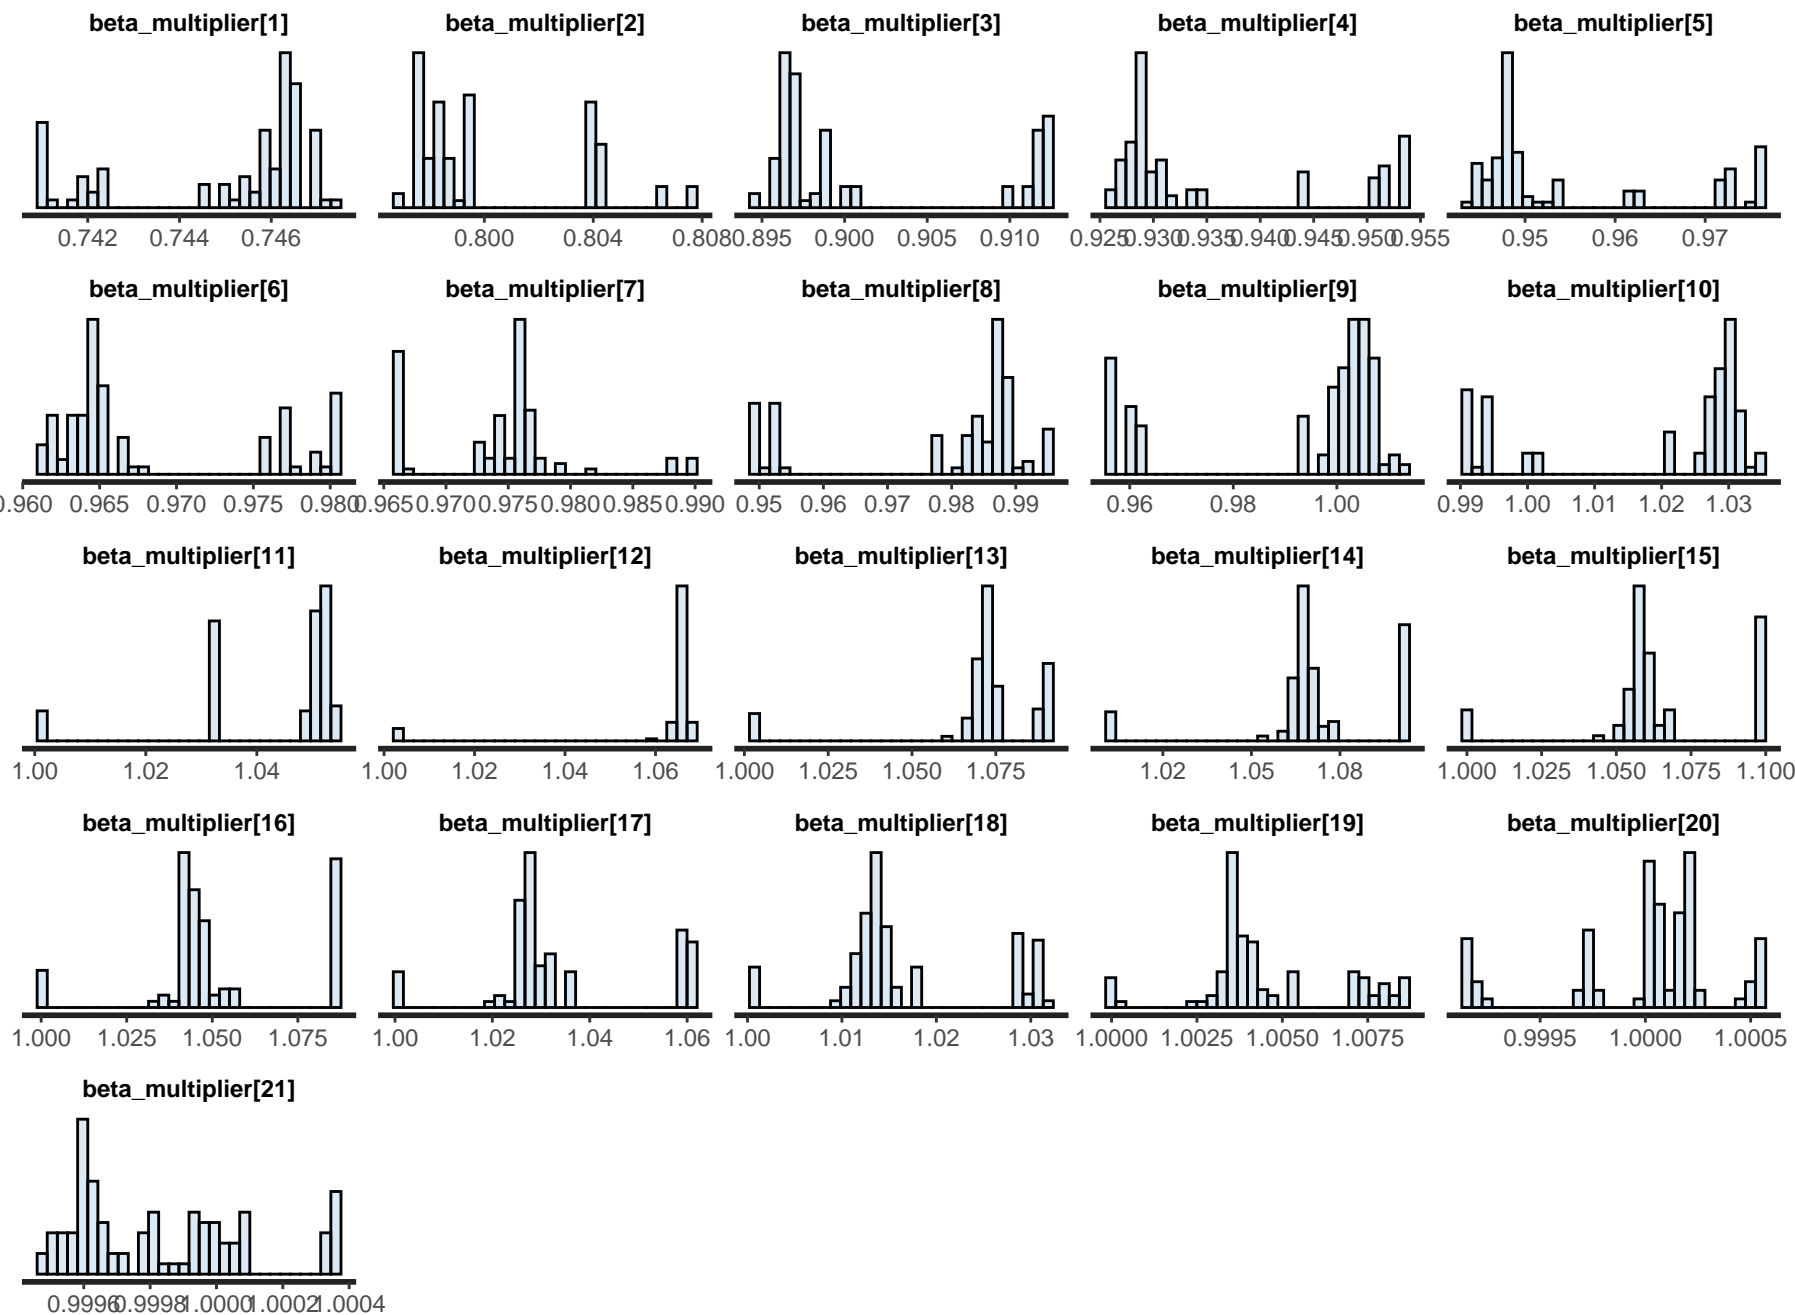 beta_multiplier[1] beta_multiplier[2] beta_multiplier[3] beta_multiplier[4] beta_multiplier[5]
0.742 0.744 0.746 0.800 0.804 0.808 0.895 0.900 0.905 0.910 0.925 0.930 0.935 0.940 0.945 0.950 0.955 0.95 0.96 0.97
beta_multiplier[6] beta_multiplier[7] beta_multiplier[8] beta_multiplier[9] beta_multiplier[10]
0.960 0.965 0.970 0.975 0.980 0.965 0.970 0.975 0.980 0.985 0.990 0.95 0.96 0.97 0.98 0.99 0.96 0.98 1.00 0.99 1.00 1.01 1.02 1.03
beta_multiplier[11] beta_multiplier[12] beta_multiplier[13] beta_multiplier[14] beta_multiplier[15]
1.00 1.02 1.04 1.00 1.02 1.04 1.06 1.000 1.025 1.050 1.075 1.02 1.05 1.08 1.000 1.025 1.050 1.075 1.100
beta_multiplier[16] beta_multiplier[17] beta_multiplier[18] beta_multiplier[19] beta_multiplier[20]
1.000 1.025 1.050 1.075 1.00 1.02 1.04 1.06 1.00 1.01 1.02 1.03 1.0000 1.0025 1.0050 1.0075 0.9995 1.0000 1.0005
beta_multiplier[21]
0.9996 0.9998 1.0000 1.0002 1.0004